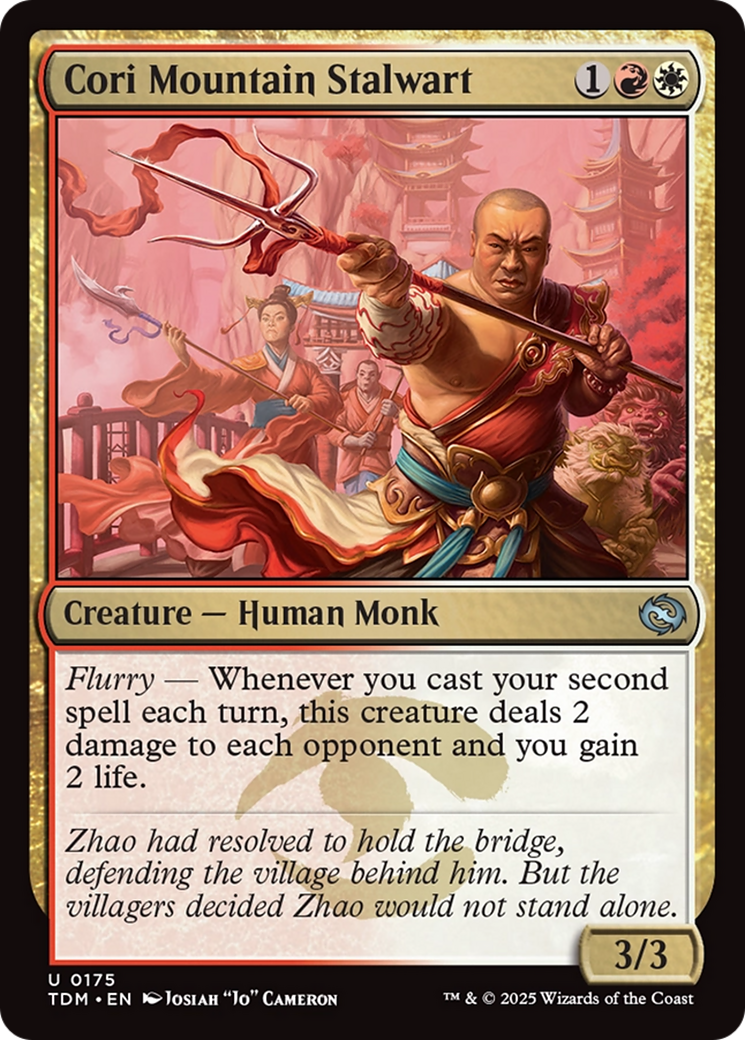 Cori Mountain Stalwart 1
Creature — Human Monk
Flurry — Whenever you cast your second
spell each turn, this creature deals 2
damage to each opponent and you gain
2 life.
Zhao had resolved to hold the bridge,
defending the village behind him. But the
villagers decided Zhao would not stand alone.
3/3
U 0175
TDM • EN Josiah “Jo” Cameron ™ & © 2025 Wizards of the Coast